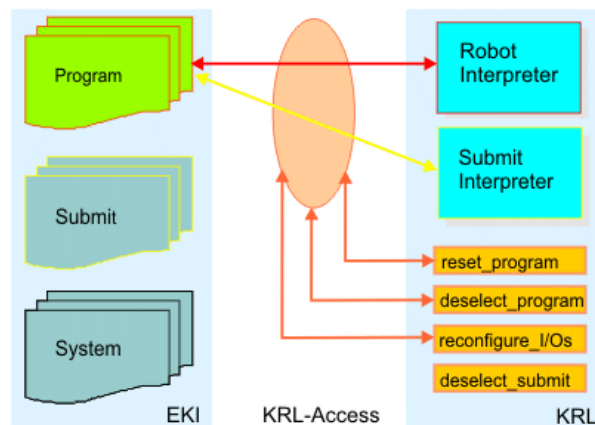 Program
Submit
System
EKI
KRL-Access
Robot
Interpreter
Submit
Interpreter
reset_program
deselect_program
reconfigure_I/Os
deselect_submit
KRL